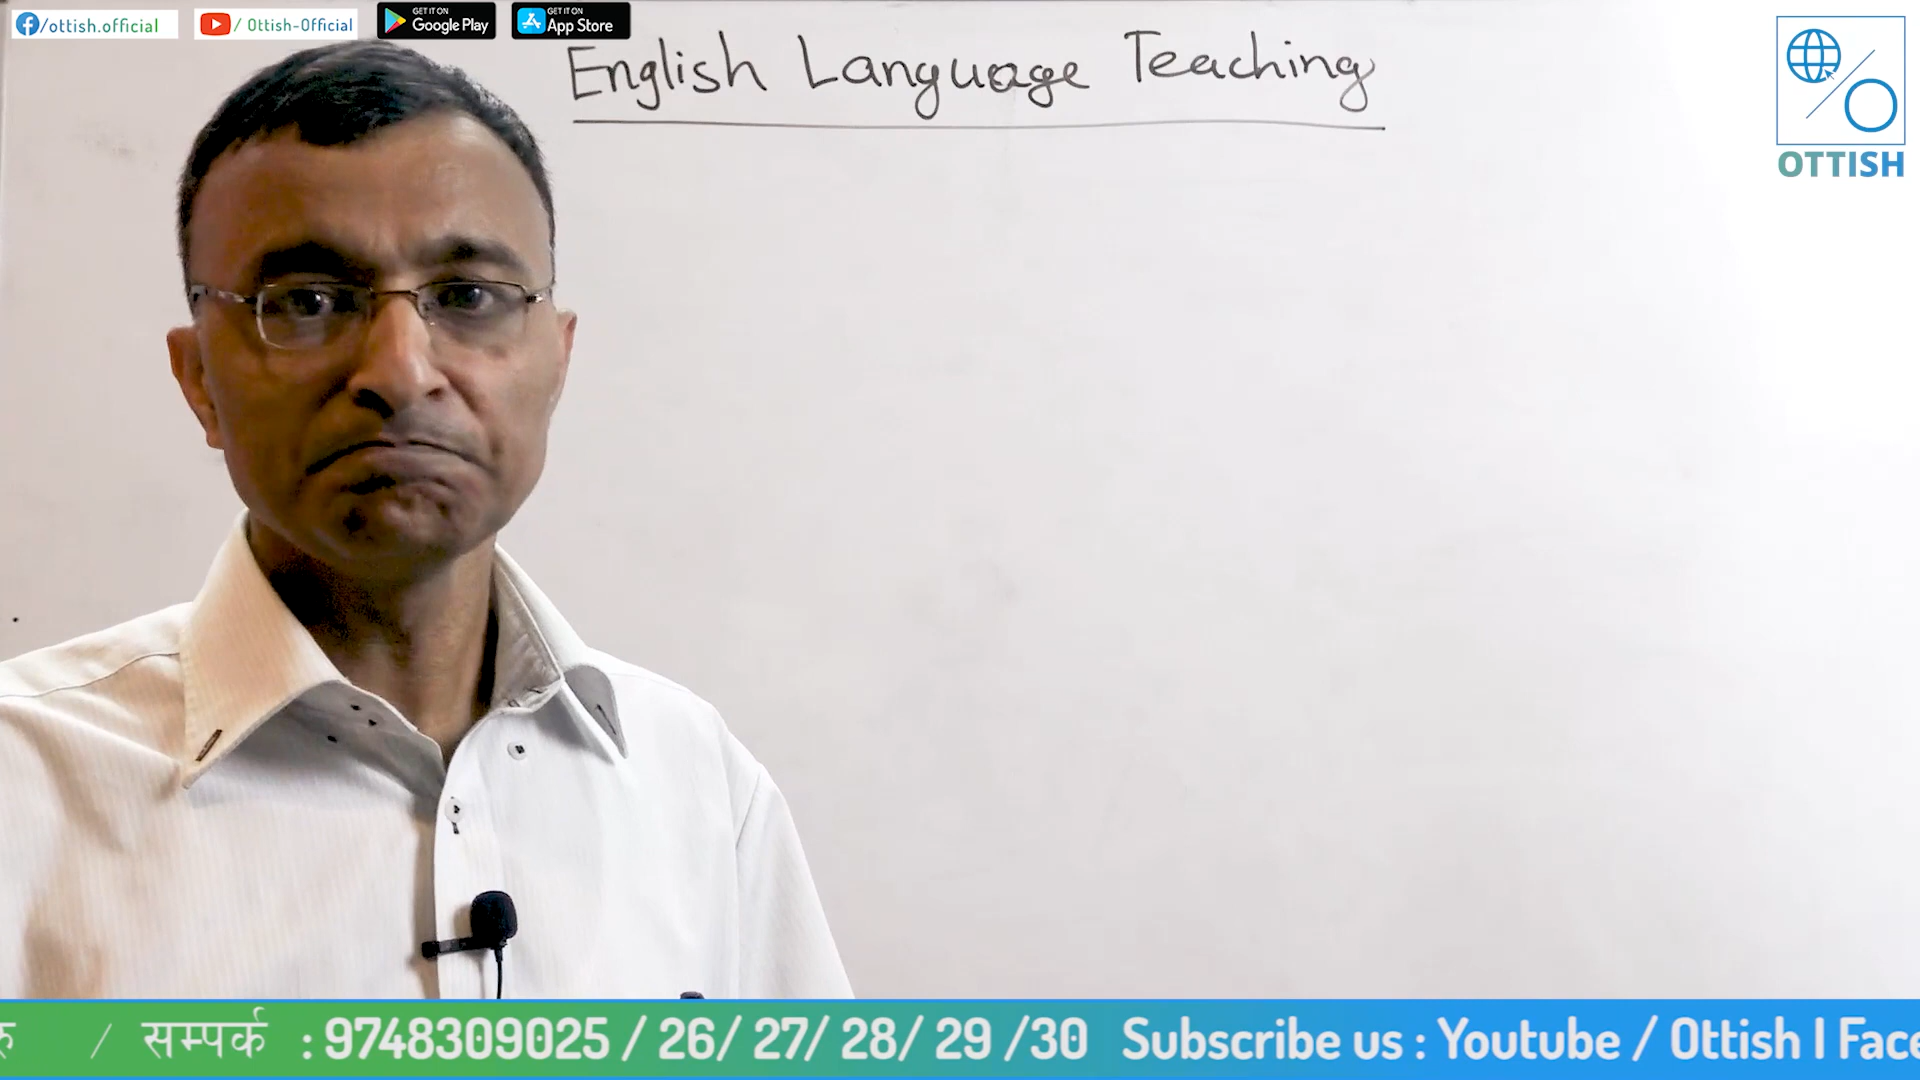 /ottish.official
/ Ottish-Official
GET IT ON
Google Play
GET IT ON
App Store
English Language Teaching
OTTISH
/ सम्पर्क : 9748309025 / 26/ 27/ 28/ 29 /30 Subscribe us : Youtube / Ottish | Face